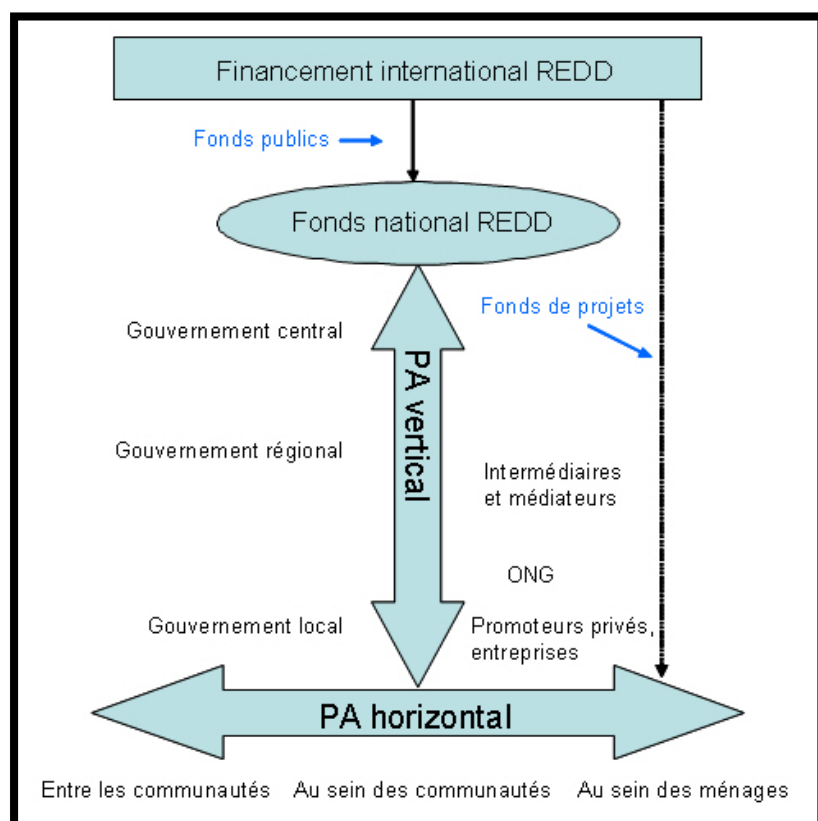 Financement international REDD
Fonds publics
Fonds national REDD
Fonds de projets
Gouvernement central
PA vertical
Gouvernement régional
Intermédiaires
et médiateurs
ONG
Gouvernement local
Promoteurs privés,
entreprises
PA horizontal
Entre les communautés
Au sein des communautés
Au sein des ménages